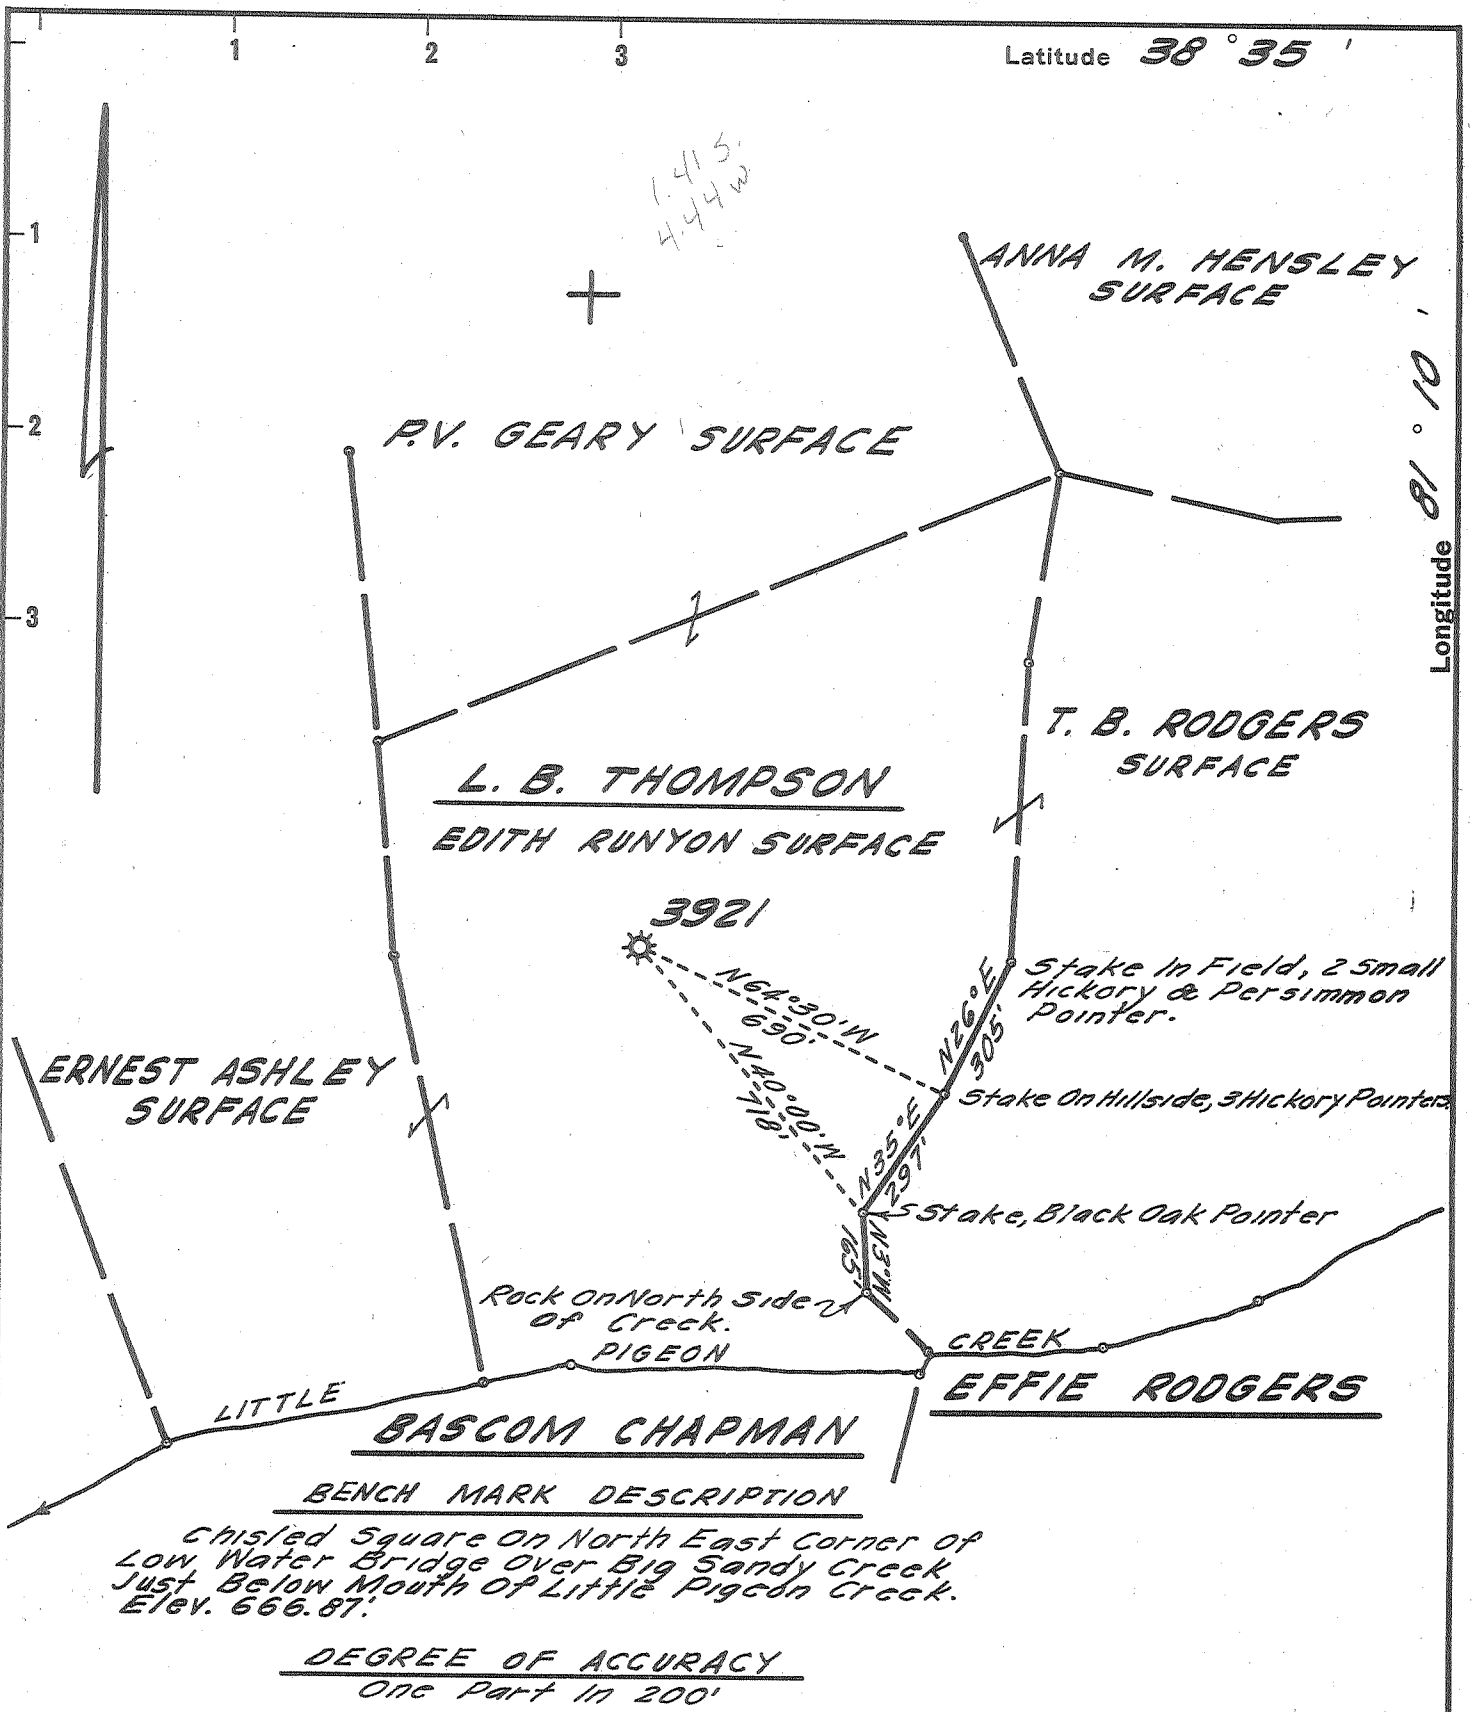 1 2 3
Latitude 38° 35'
1.41 S.
4.44 W
1
2
3
Longitude 81° 10'
ANNA M. HENSLEY
SURFACE
P.V. GEARY SURFACE
T. B. RODGERS
SURFACE
L. B. THOMPSON
EDITH RUNYON SURFACE
3921
N64°30'W
690'
N40°00'W
718'
N26°E
305'
Stake In Field, 2 Small
Hickory & Persimmon
Pointer.
ERNEST ASHLEY
SURFACE
Stake On Hillside, 3 Hickory Pointers.
N35°E
297'
Stake, Black Oak Pointer
165'
N3°W
Rock On North Side
Of Creek.
LITTLE PIGEON CREEK
EFFIE RODGERS
BASCOM CHAPMAN
BENCH MARK DESCRIPTION
Chisled Square On North East Corner Of
Low Water Bridge Over Big Sandy Creek
Just Below Mouth Of Little Pigeon Creek.
Elev. 666.87'.
DEGREE OF ACCURACY
One Part In 200'